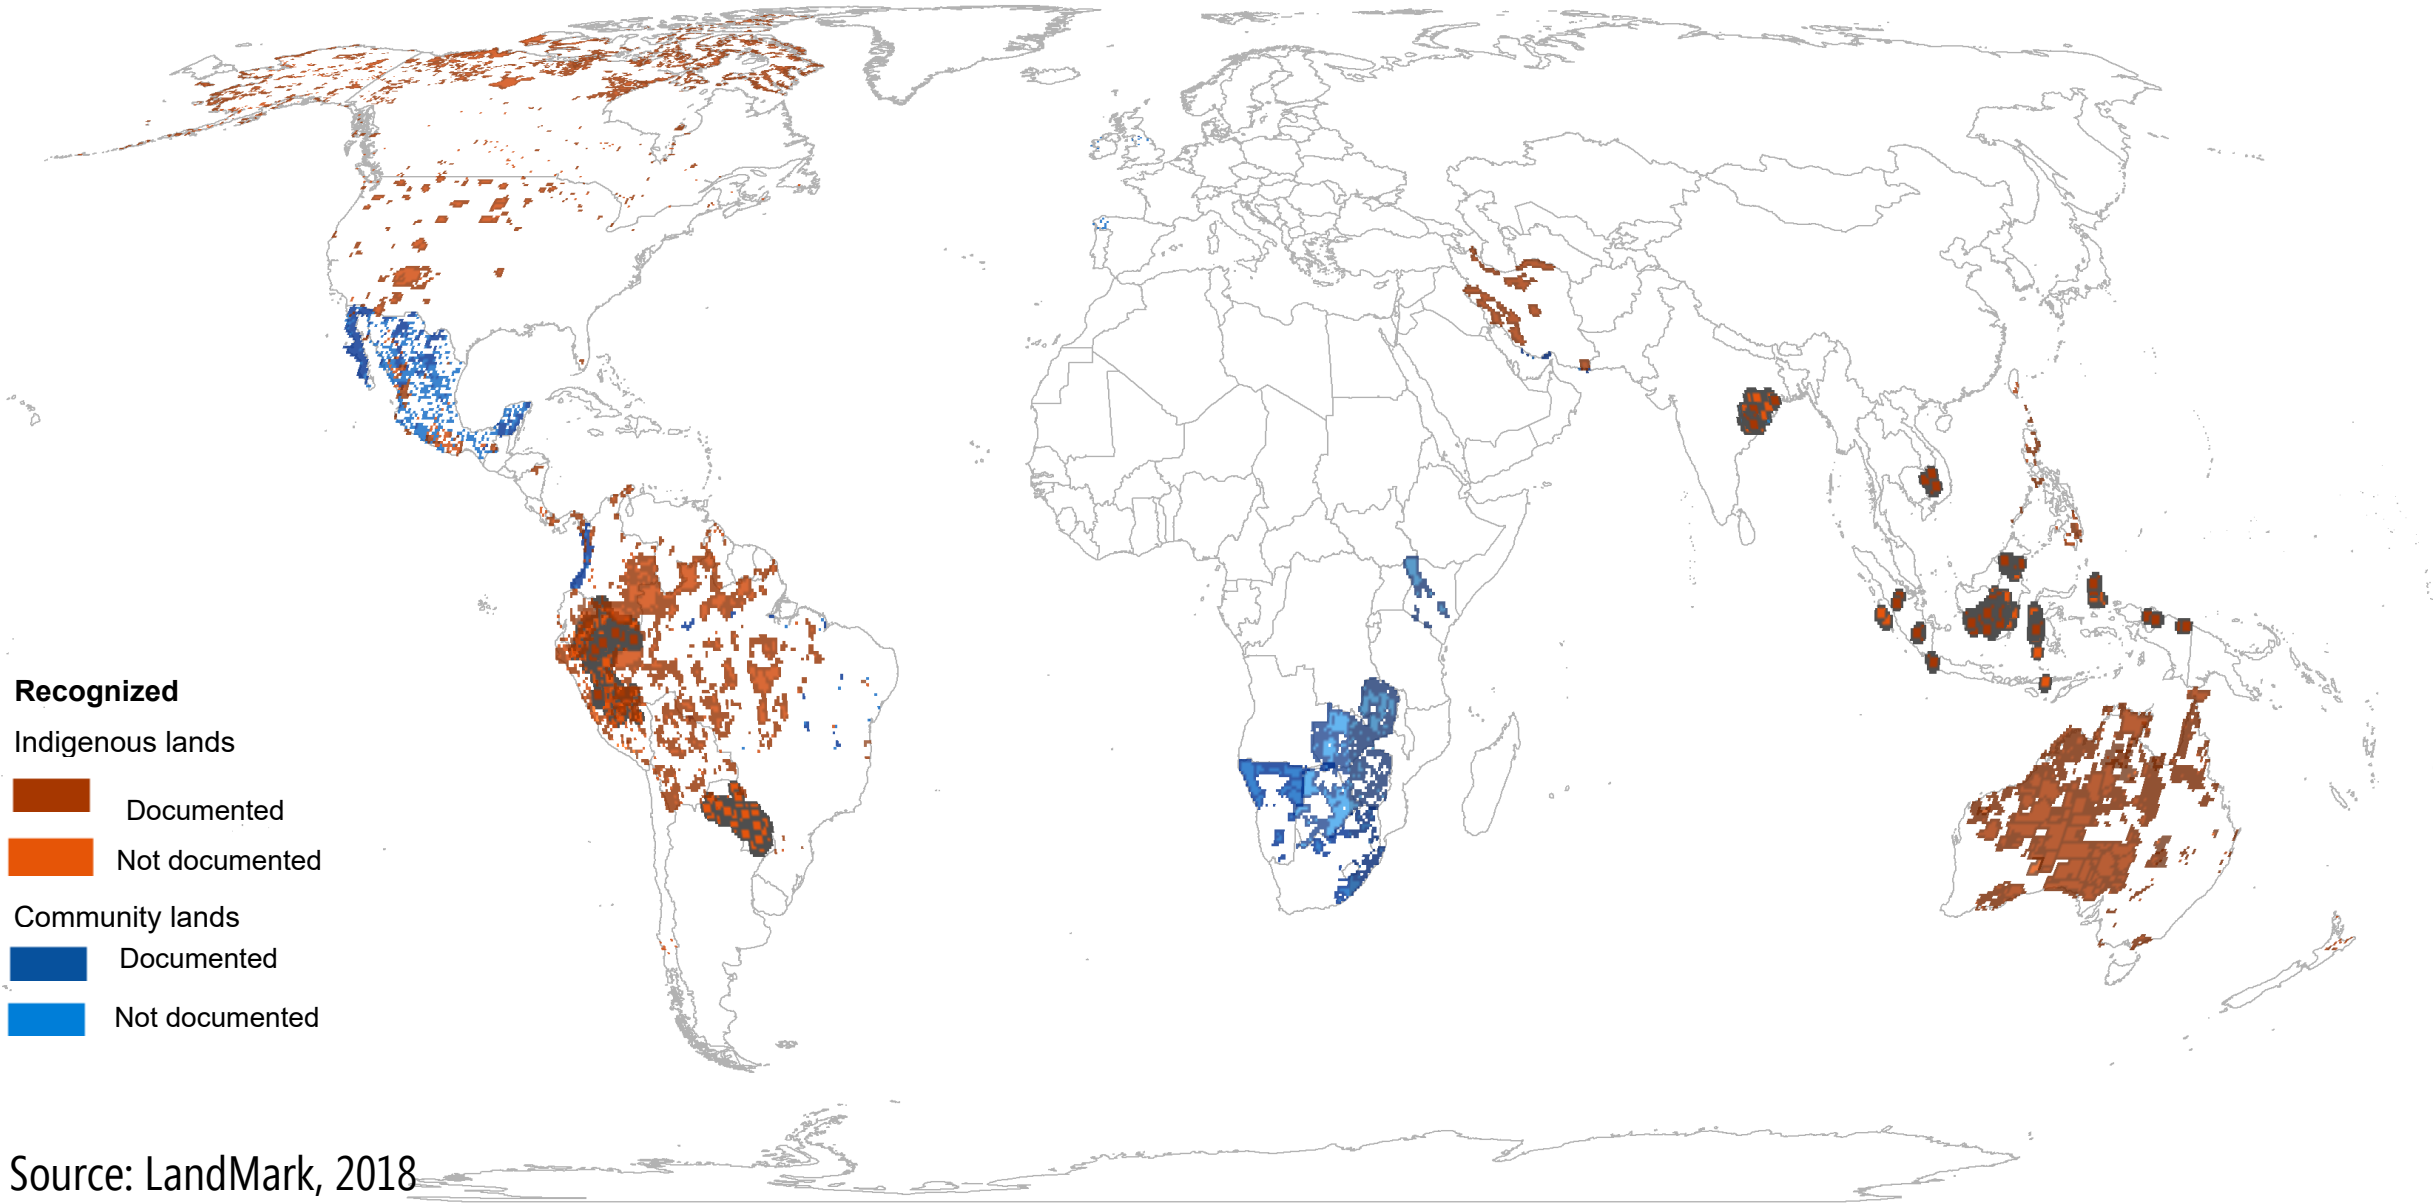 Recognized
Indigenous lands
Documented
Not documented
Community lands
Documented
Not documented
Source: LandMark, 2018